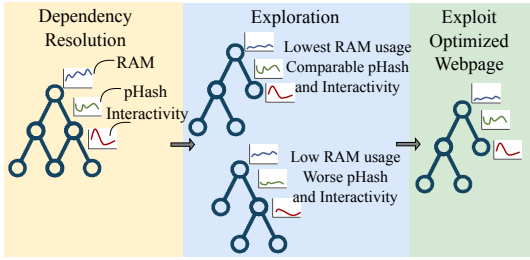 Dependency
Resolution
RAM
pHash
Interactivity
Exploration
Lowest RAM usage
Comparable pHash
and Interactivity
Low RAM usage
Worse pHash
and Interactivity
Exploit
Optimized
Webpage